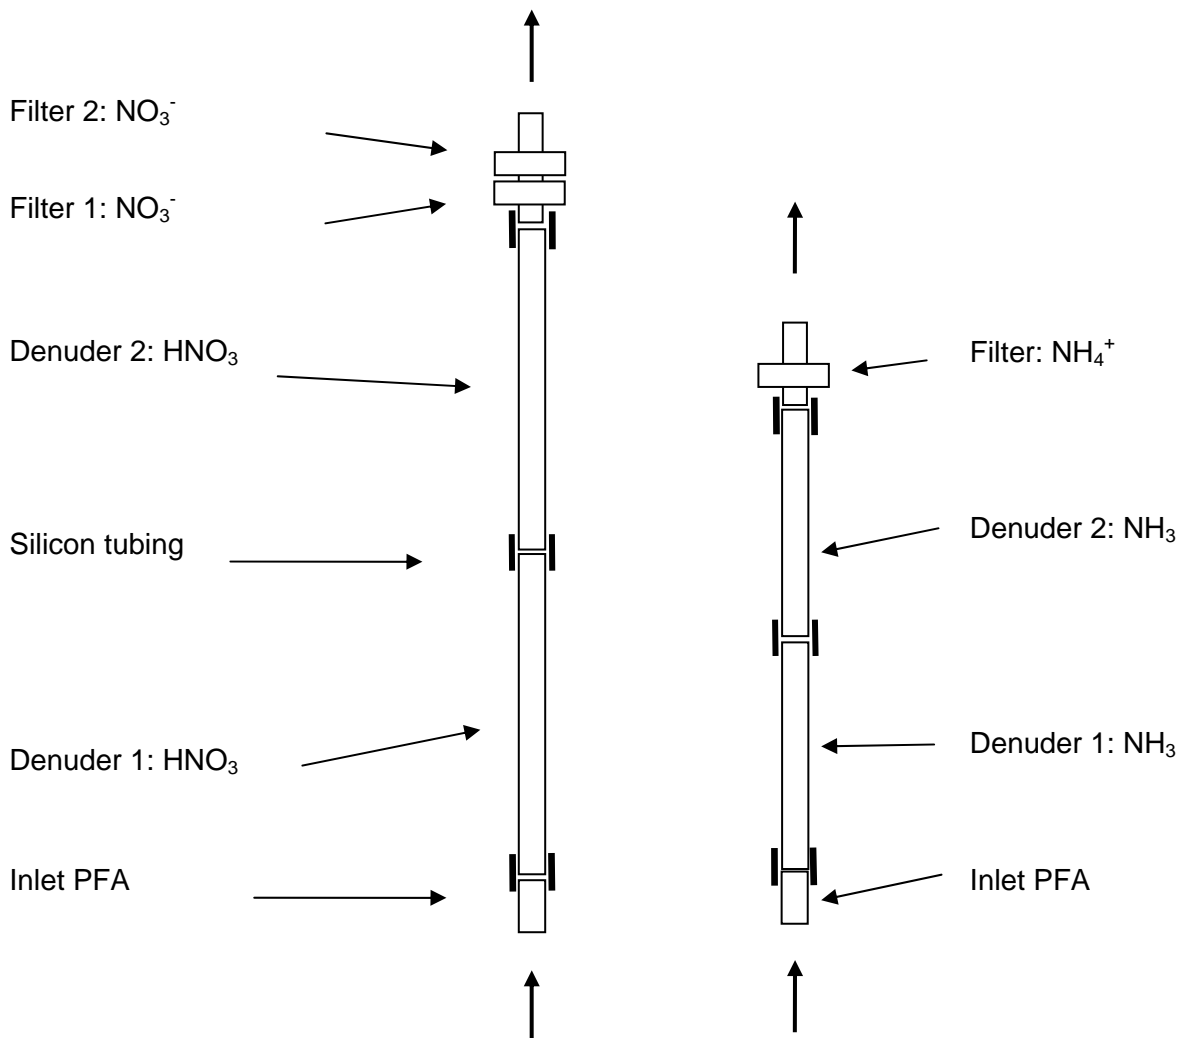 Filter 2: NO₃⁻
Filter 1: NO₃⁻
Denuder 2: HNO₃
Silicon tubing
Denuder 1: HNO₃
Inlet PFA
Filter: NH₄⁺
Denuder 2: NH₃
Denuder 1: NH₃
Inlet PFA